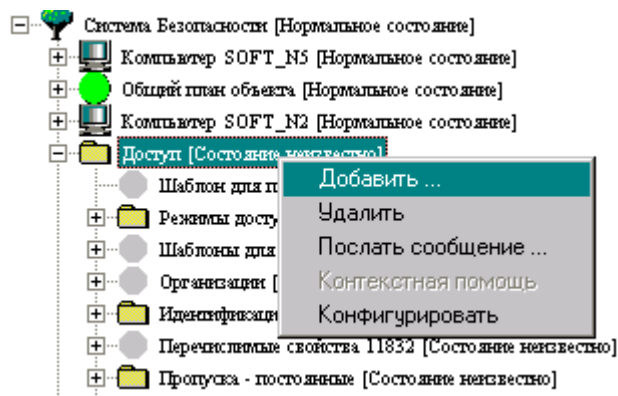 Система Безопасности [Нормальное состояние]
Компьютер SOFT_N5 [Нормальное состояние]
Общий план объекта [Нормальное состояние]
Компьютер SOFT_N2 [Нормальное состояние]
Доступ [Состояние неизвестно]
Шаблон для
Добавить ...
Режимы
Удалить
Шаблоны для
Послать сообщение ...
Организации [
Контекстная помощь
Конфигурировать
Перечислимые свойства 11832 [Состояние неизвестно]
Пропуска - постоянные [Состояние неизвестно]